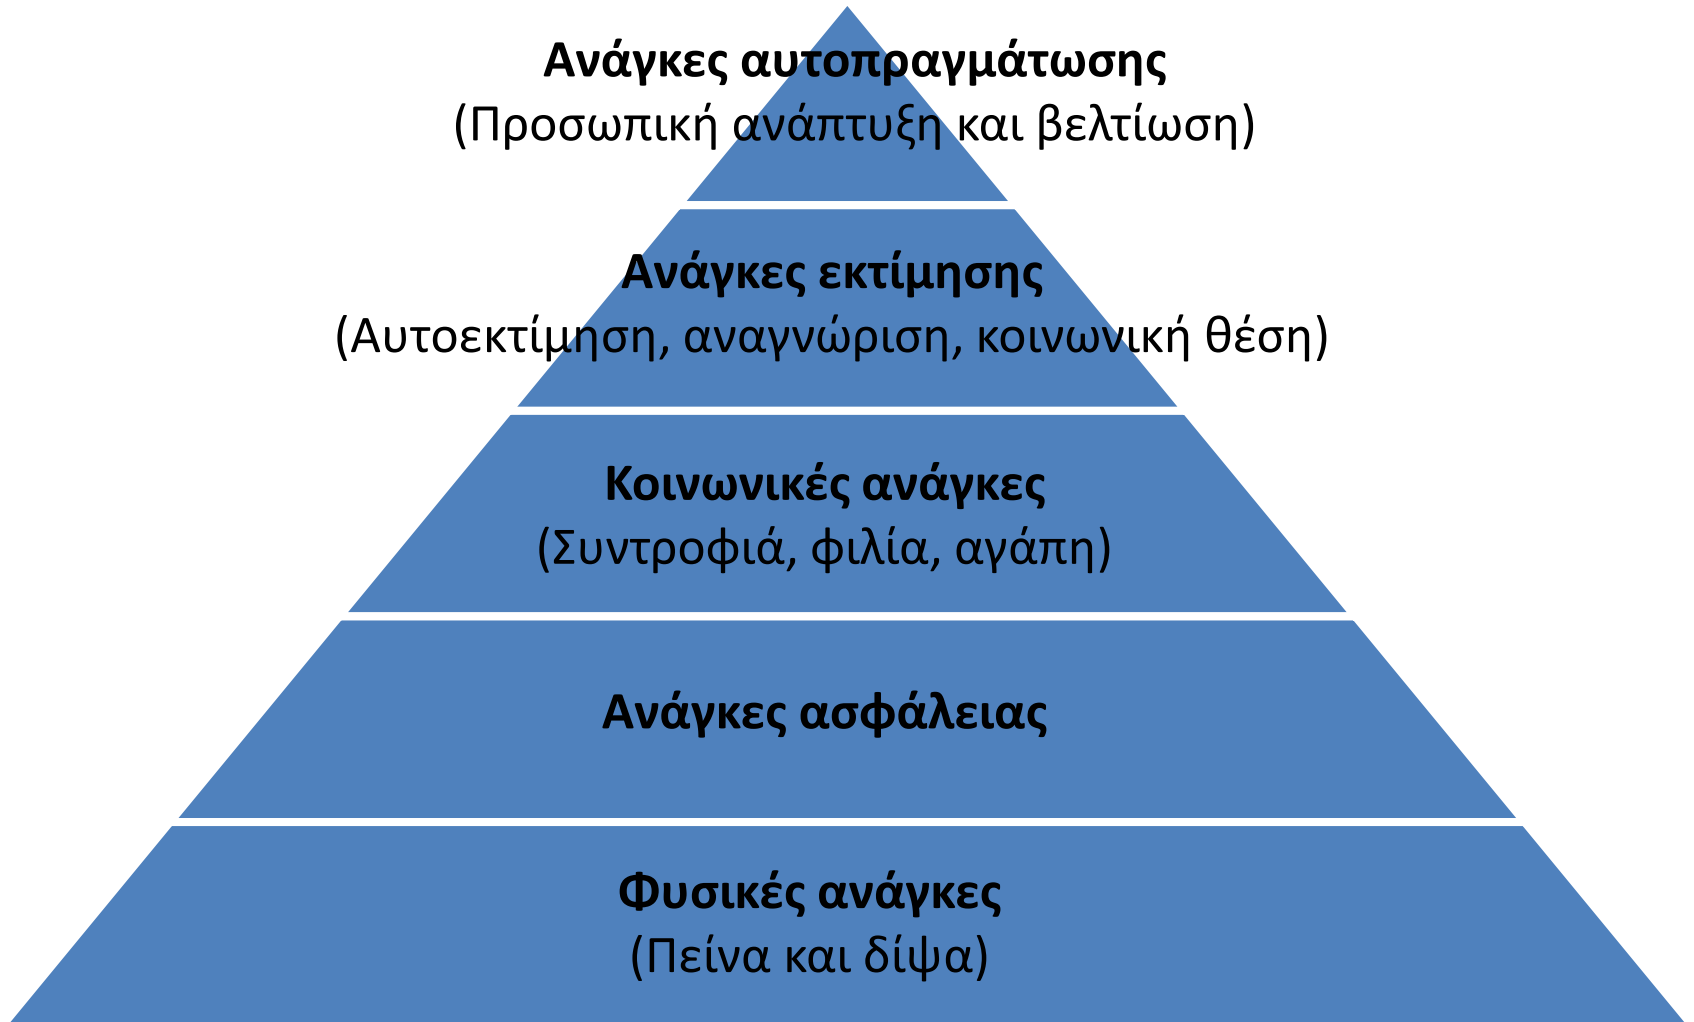 Ανάγκες αυτοπραγμάτωσης
(Προσωπική ανάπτυξη και βελτίωση)
Ανάγκες εκτίμησης
(Αυτοεκτίμηση, αναγνώριση, κοινωνική θέση)
Κοινωνικές ανάγκες
(Συντροφιά, φιλία, αγάπη)
Ανάγκες ασφάλειας
Φυσικές ανάγκες
(Πείνα και δίψα)